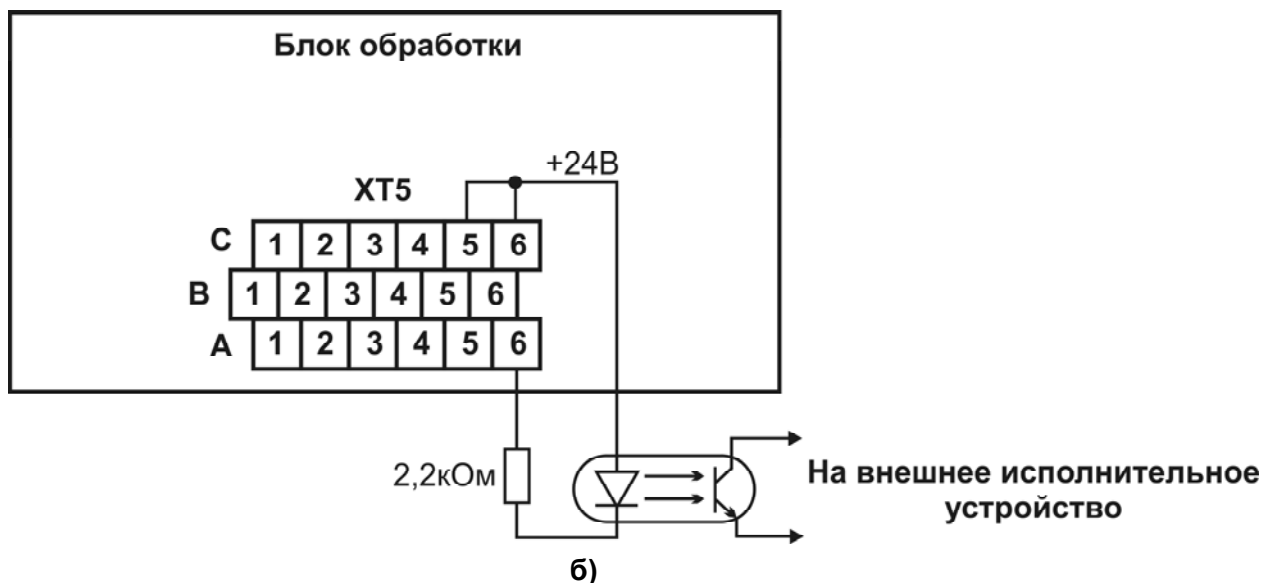 Блок обработки
+24В
XT5
C 1 2 3 4 5 6
B 1 2 3 4 5 6
A 1 2 3 4 5 6
2,2кОм
На внешнее исполнительное
устройство
б)